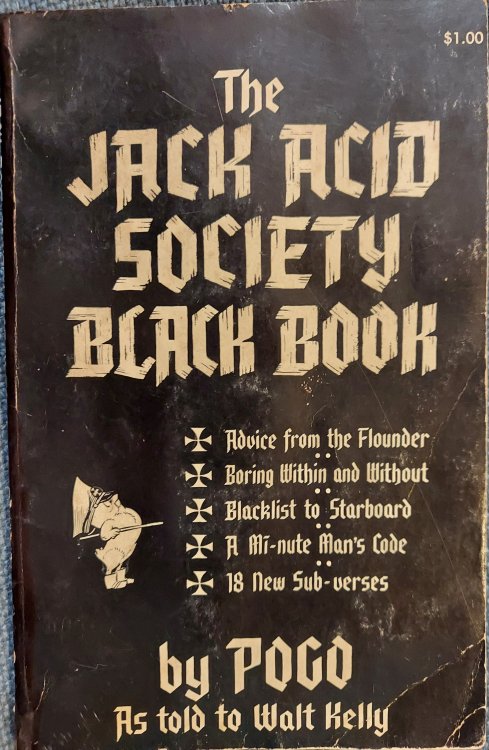 $1.00
The
JACK ACID
SOCIETY
BLACK BOOK
Advice from the Flounder
Boring Within and Without
Blacklist to Starboard
A Mi-nute Man's Code
18 New Sub-verses
by POGO
As told to Walt Kelly